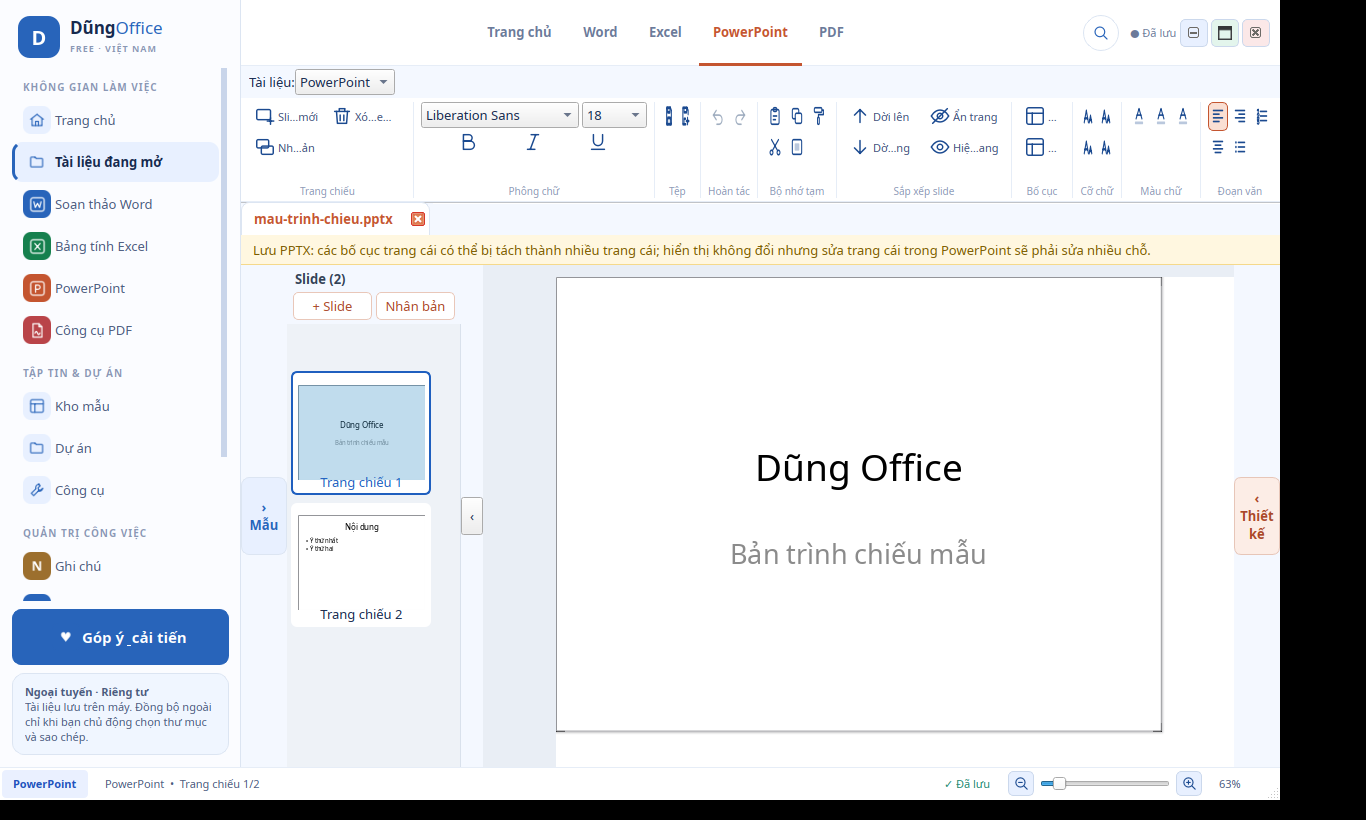 D
DũngOffice
FREE · VIỆT NAM
KHÔNG GIAN LÀM VIỆC
Trang chủ
Tài liệu đang mở
Soạn thảo Word
Bảng tính Excel
PowerPoint
Công cụ PDF
TẬP TIN & DỰ ÁN
Kho mẫu
Dự án
Công cụ
QUẢN TRỊ CÔNG VIỆC
N Ghi chú
♥ Góp ý _cải tiến
Ngoại tuyến · Riêng tư
Tài liệu lưu trên máy. Đồng bộ ngoài
chỉ khi bạn chủ động chọn thư mục
và sao chép.
Trang chủ Word Excel PowerPoint PDF
● Đã lưu
Tài liệu: PowerPoint
Sli...mới Xó...e...
Nh...ản
Trang chiếu
Liberation Sans 18
B I U
Phông chữ
Tệp
Hoàn tác
Bộ nhớ tạm
Dời lên Ẩn trang
Dờ...ng Hiệ...ang
Sắp xếp slide
...
...
Bố cục
Cỡ chữ
A A A
Màu chữ
Đoạn văn
mau-trinh-chieu.pptx
Lưu PPTX: các bố cục trang cái có thể bị tách thành nhiều trang cái; hiển thị không đổi nhưng sửa trang cái trong PowerPoint sẽ phải sửa nhiều chỗ.
› Mẫu
Slide (2)
+ Slide Nhân bản
Dũng Office
Bản trình chiếu mẫu
Trang chiếu 1
Nội dung
• Ý thứ nhất
• Ý thứ hai
Trang chiếu 2
‹
Dũng Office
Bản trình chiếu mẫu
‹
Thiết
kế
PowerPoint PowerPoint • Trang chiếu 1/2
✓ Đã lưu 63%